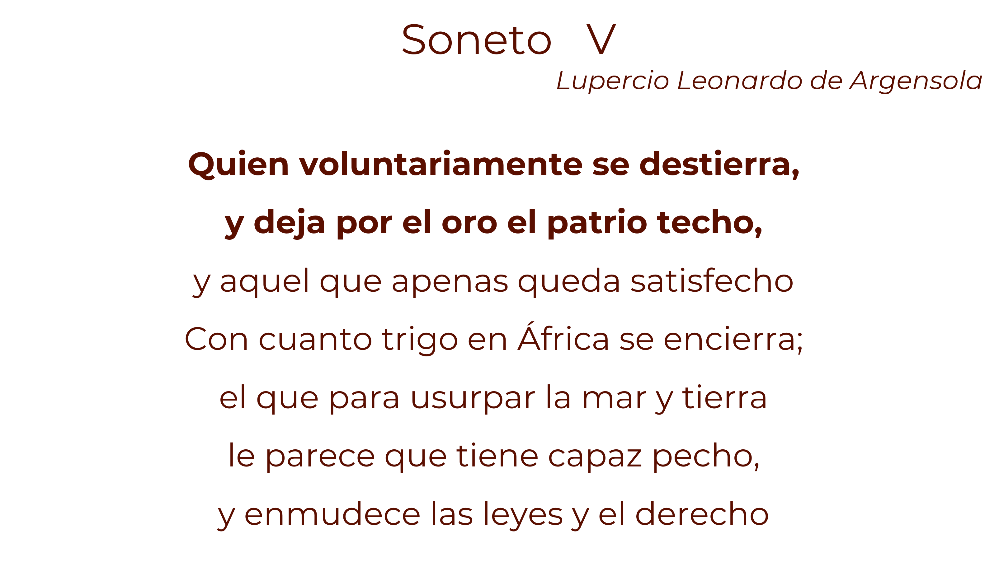 Soneto V
Lupercio Leonardo de Argensola
Quien voluntariamente se destierra,
y deja por el oro el patrio techo,
y aquel que apenas queda satisfecho
Con cuanto trigo en África se encierra;
el que para usurpar la mar y tierra
le parece que tiene capaz pecho,
y enmudece las leyes y el derecho